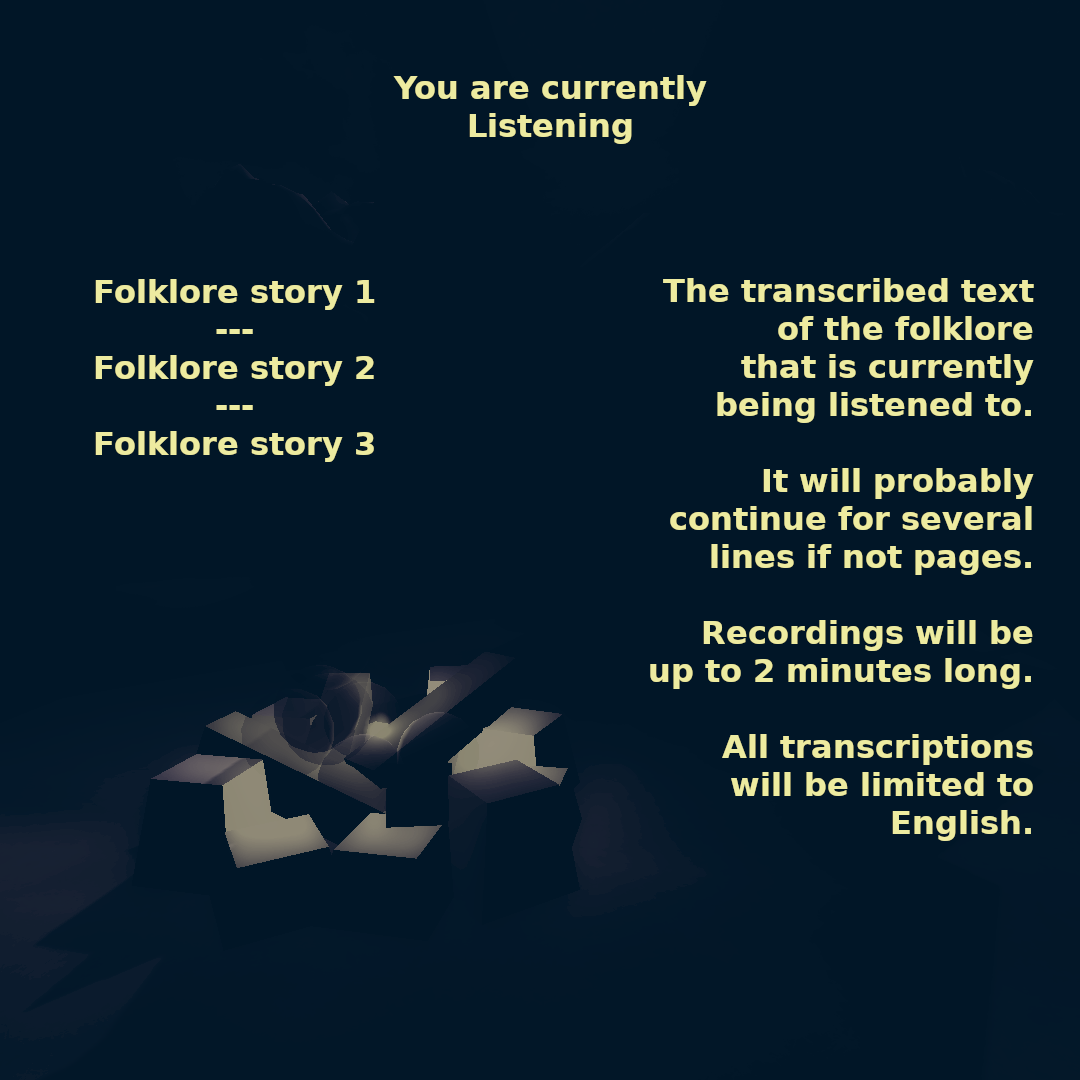 You are currently
Listening
Folklore story 1
---
Folklore story 2
---
Folklore story 3
The transcribed text
of the folklore
that is currently
being listened to.
It will probably
continue for several
lines if not pages.
Recordings will be
up to 2 minutes long.
All transcriptions
will be limited to
English.